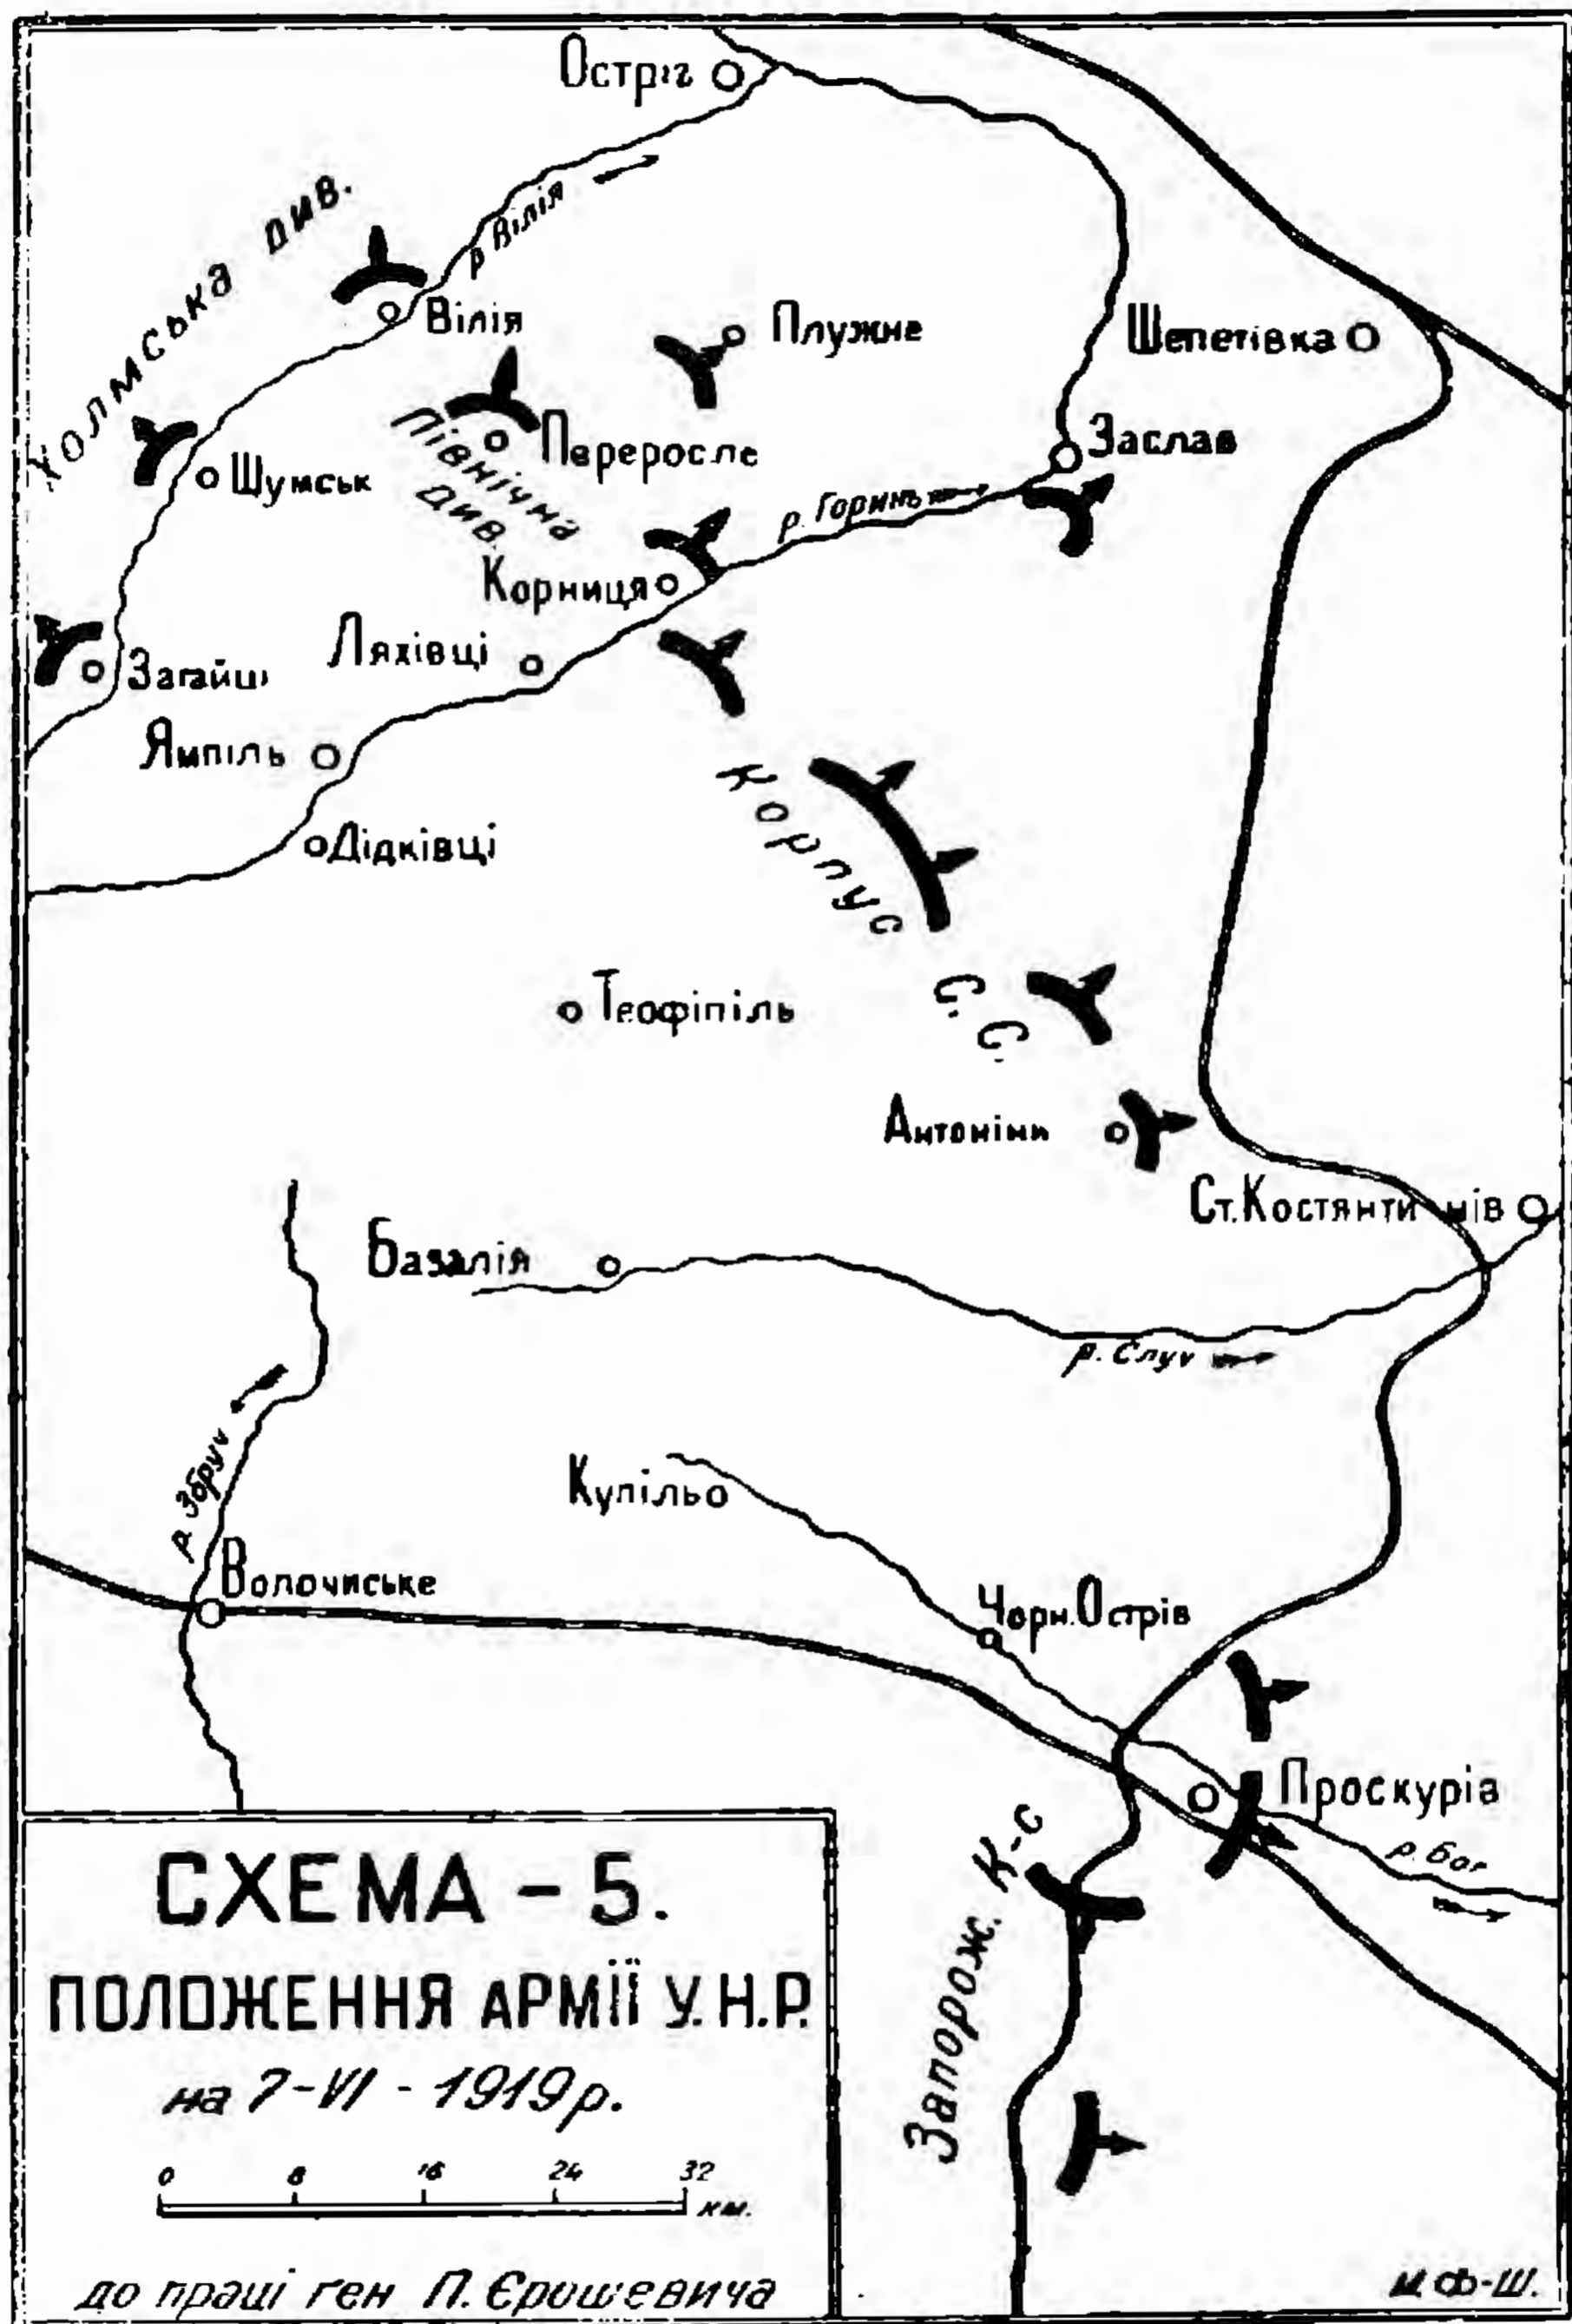 Остріг
р Вілія
Холмська див.
Вілія
Плужне
Шепетівка
Північна
див.
Переросле
Заслав
Шумськ
р. Горинь
Корниця
Ляхівці
Загайці
Ямпіль
Дідківці
Корпус С. С.
Теофіпіль
Антоніни
Ст. Костянтинів
Базалія
р. Случ
р. Збруч
Купільо
Волочиське
Чорн. Острів
Проскурів
р. Бог
Запорож. К-с
СХЕМА – 5.
ПОЛОЖЕННЯ АРМІЇ У.Н.Р.
на 7-VI - 1919 р.
0 8 16 24 32
км.
до праці ген П. Єрошевича
М Ф-Ш.